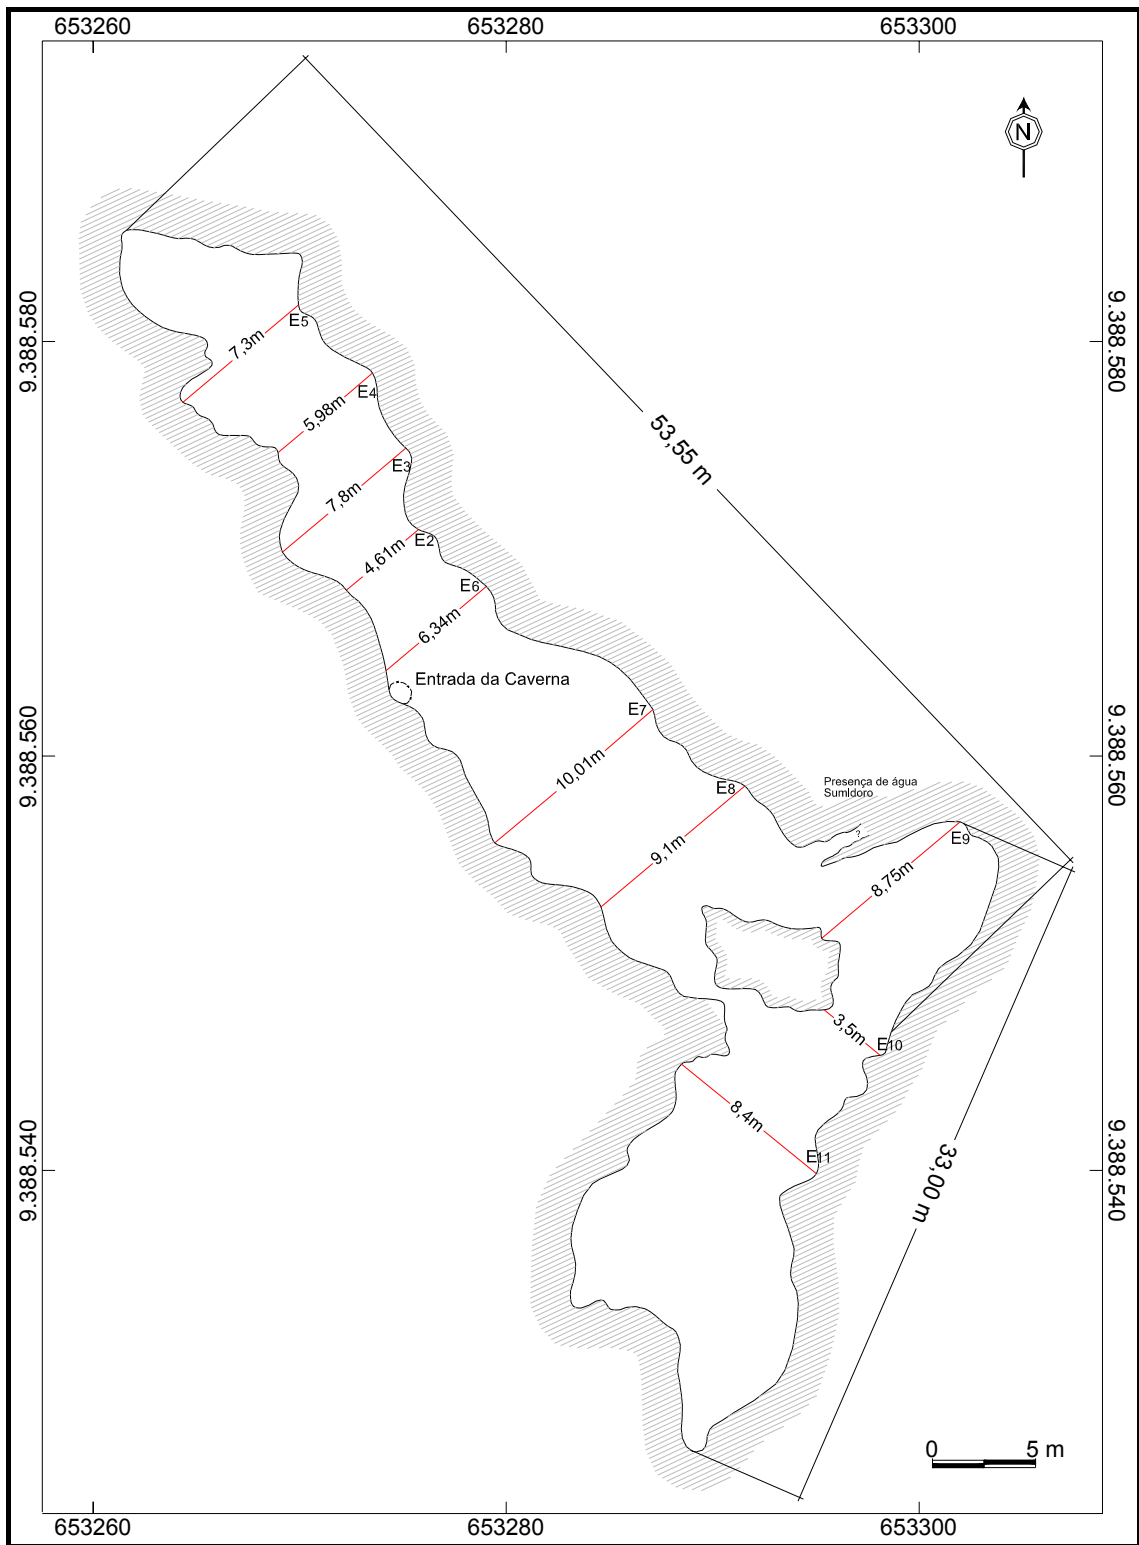 653260
653280
653300
N
9.388.580
9.388.580
E5
7,3m
E4
5,98m
53,55 m
E3
7,8m
E2
4,61m
E6
6,34m
Entrada da Caverna
E7
9.388.560
9.388.560
10,01m
E8
Presença de água
Sumidoro
?
E9
9,1m
8,75m
3,5m
E10
8,4m
E11
9.388.540
9.388.540
33,00 m
0
5 m
653260
653280
653300